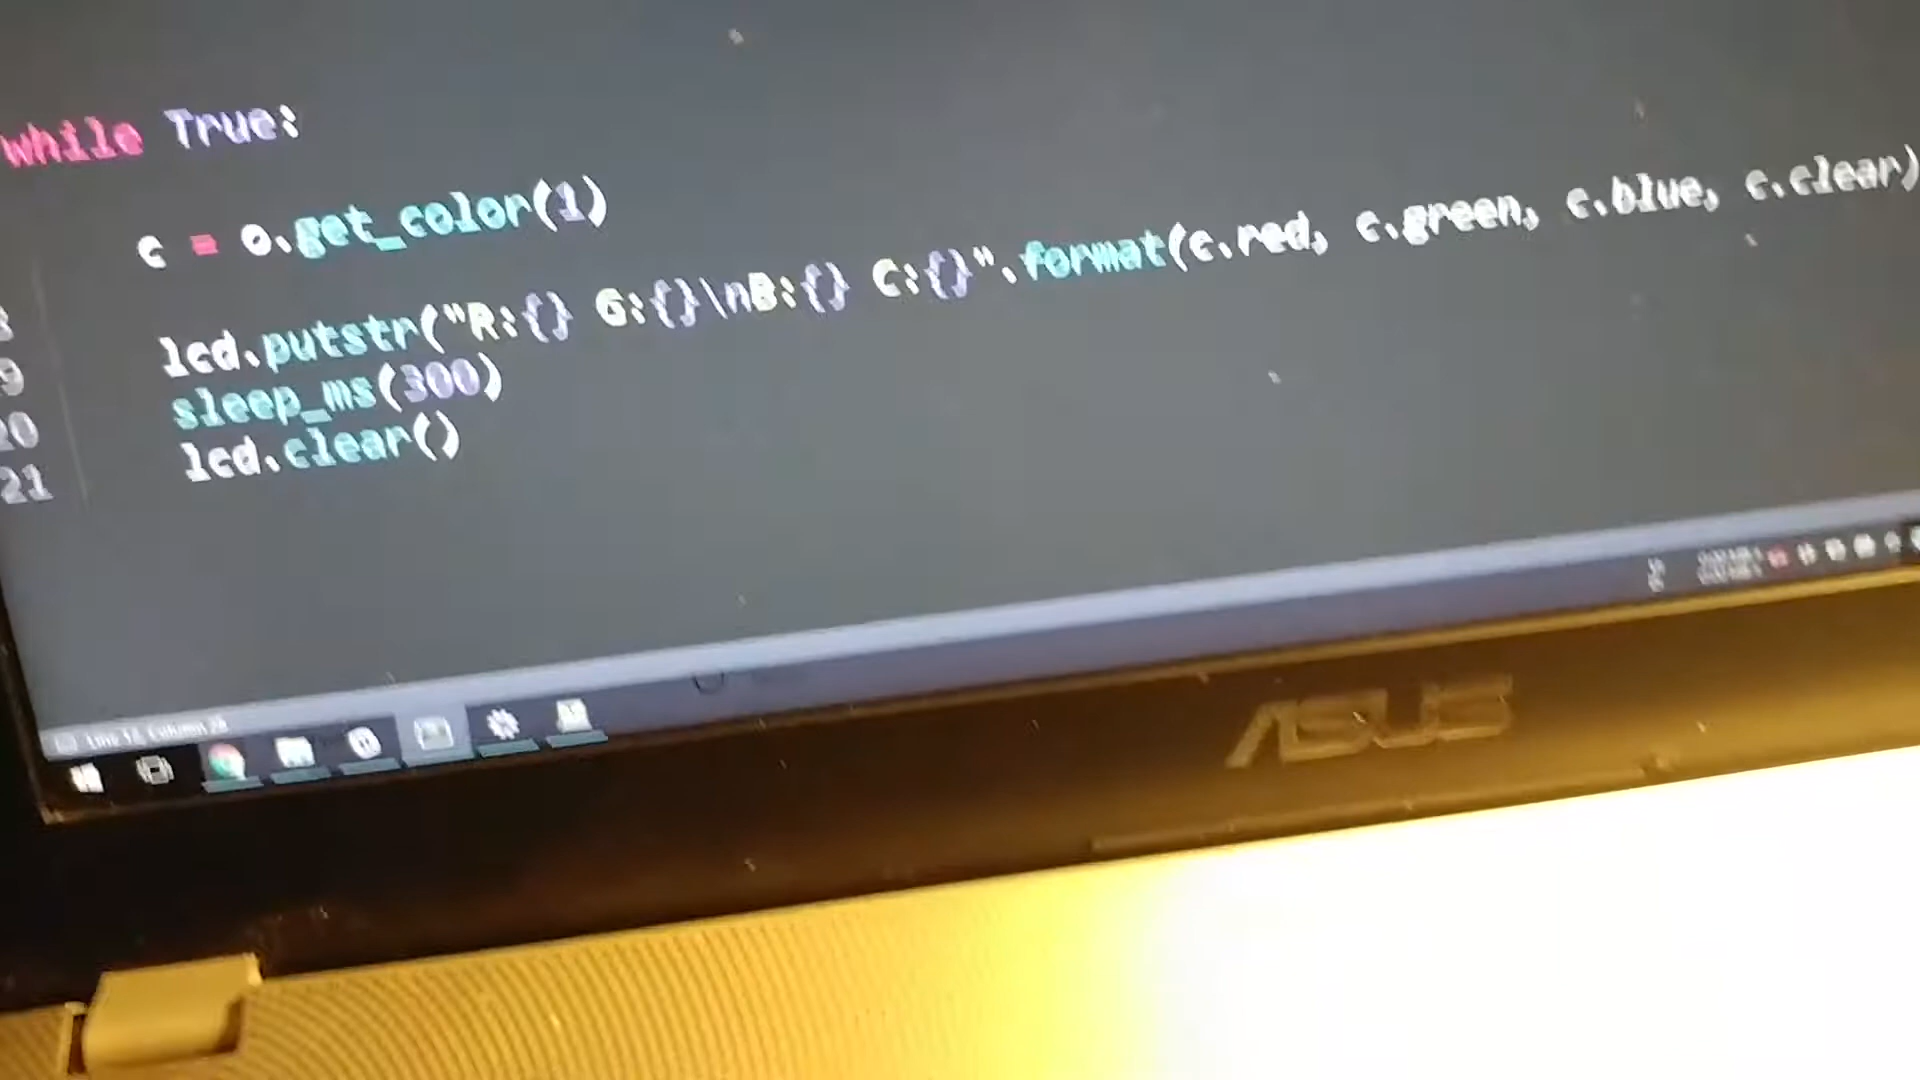 while True:
c = o.get_color(1)
lcd.putstr("R:{} G:{}\nB:{} C:{}".format(c.red, c.green, c.blue, c.clear)
9 sleep_ms(300)
20 lcd.clear()
21
ASUS